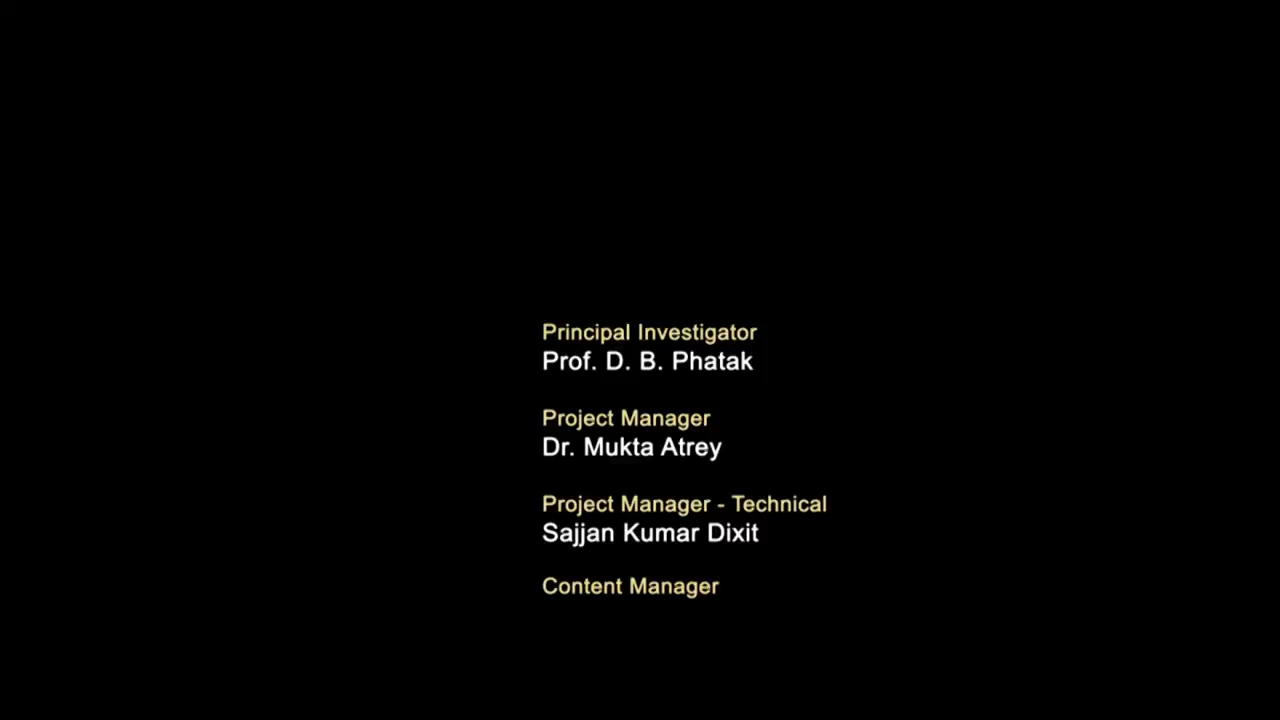 Principal Investigator
Prof. D. B. Phatak
Project Manager
Dr. Mukta Atrey
Project Manager - Technical
Sajjan Kumar Dixit
Content Manager